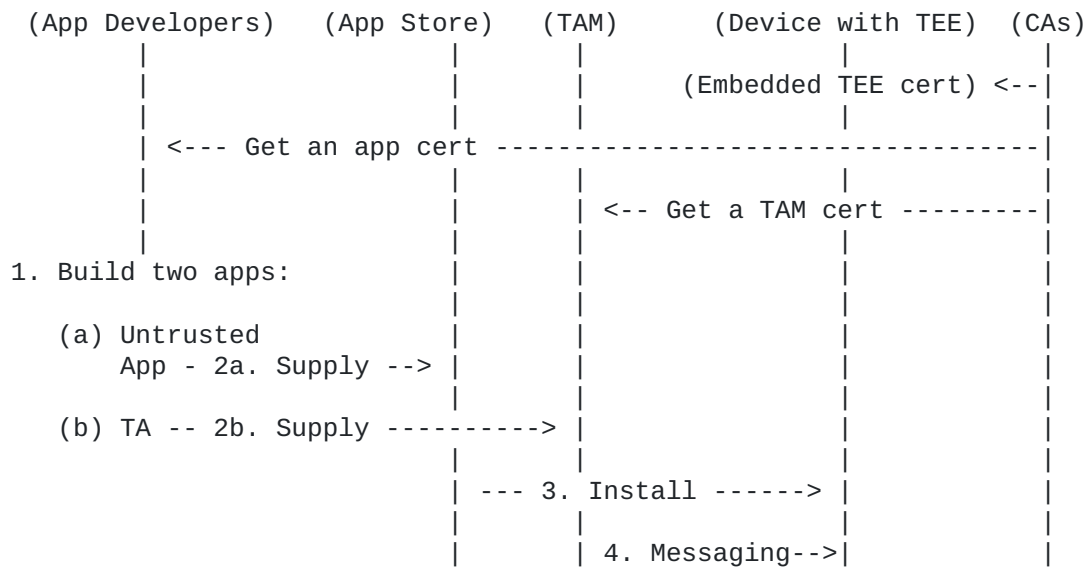 (App Developers) (App Store) (TAM) (Device with TEE) (CAs)
(Embedded TEE cert) <--
<--- Get an app cert -----------------------------------
<-- Get a TAM cert ---------
1. Build two apps:
(a) Untrusted
App - 2a. Supply -->
(b) TA -- 2b. Supply ---------->
--- 3. Install ------>
4. Messaging-->